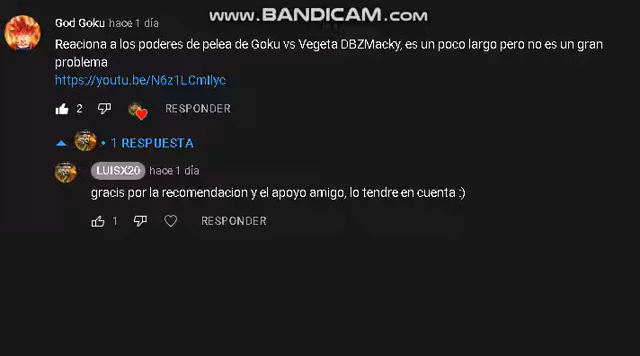 www.BANDICAM.com
God Goku hace 1 día
Reaciona a los poderes de pelea de Goku vs Vegeta DBZMacky, es un poco largo pero no es un gran
problema
https://youtu.be/N6z1LCmllyc
2 RESPONDER
• 1 RESPUESTA
LUISX20 hace 1 día
gracis por la recomendacion y el apoyo amigo, lo tendre en cuenta :)
1 RESPONDER